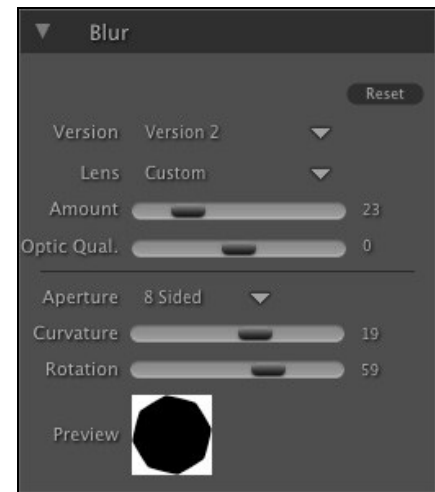 Blur
Reset
Version Version 2
Lens Custom
Amount 23
Optic Qual. 0
Aperture 8 Sided
Curvature 19
Rotation 59
Preview